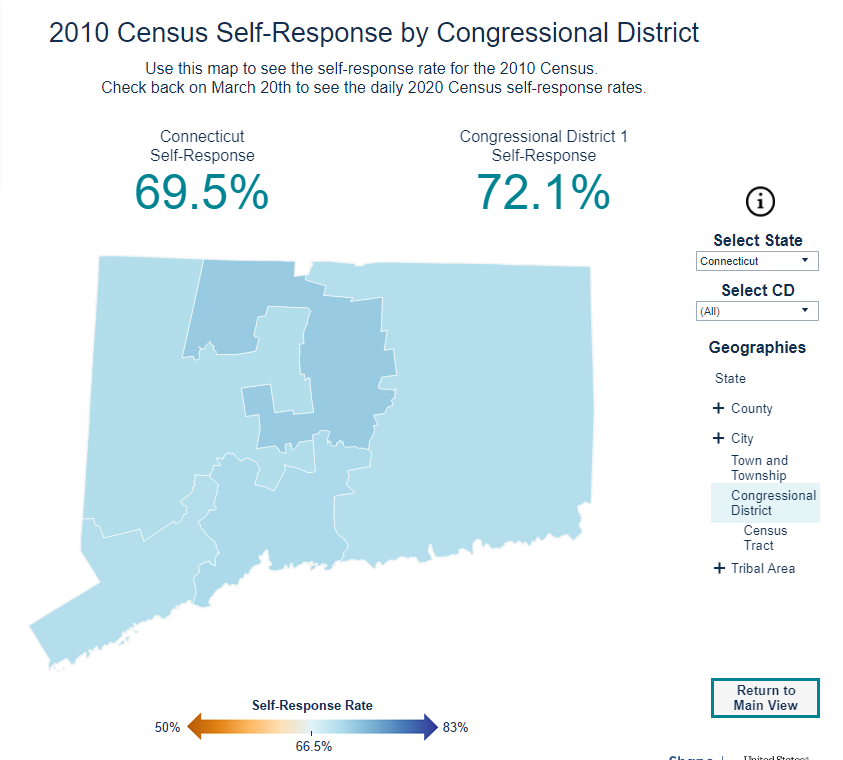 2010 Census Self-Response by Congressional District
Use this map to see the self-response rate for the 2010 Census.
Check back on March 20th to see the daily 2020 Census self-response rates.
Connecticut
Self-Response
69.5%
Congressional District 1
Self-Response
72.1%
i
Select State
Connecticut
Select CD
(All)
Geographies
State
+ County
+ City
Town and
Township
Congressional
District
Census
Tract
+ Tribal Area
Return to
Main View
Self-Response Rate
50%
83%
66.5%